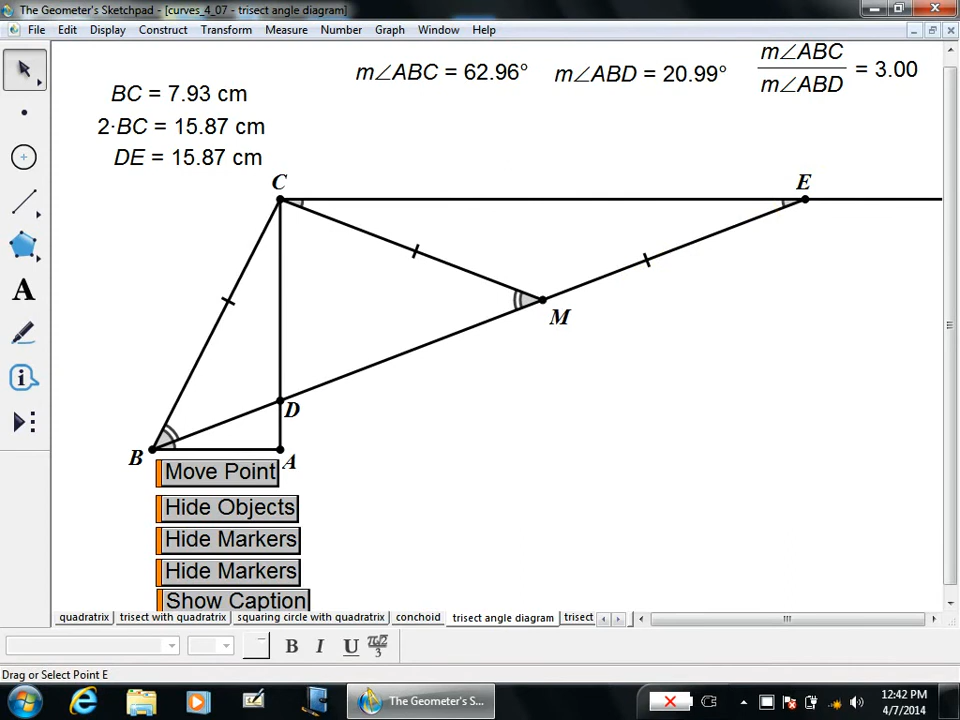 The Geometer's Sketchpad - [curves_4_07 - trisect angle diagram]
File Edit Display Construct Transform Measure Number Graph Window Help
m∠ABC = 62.96° m∠ABD = 20.99° m∠ABC / m∠ABD = 3.00
BC = 7.93 cm
2·BC = 15.87 cm
DE = 15.87 cm
C
E
M
D
B
A
Move Point
Hide Objects
Hide Markers
Hide Markers
Show Caption
quadratrix trisect with quadratrix squaring circle with quadratrix conchoid trisect angle diagram trisect
B I U π√2/3
Drag or Select Point E
The Geometer's S...
12:42 PM
4/7/2014